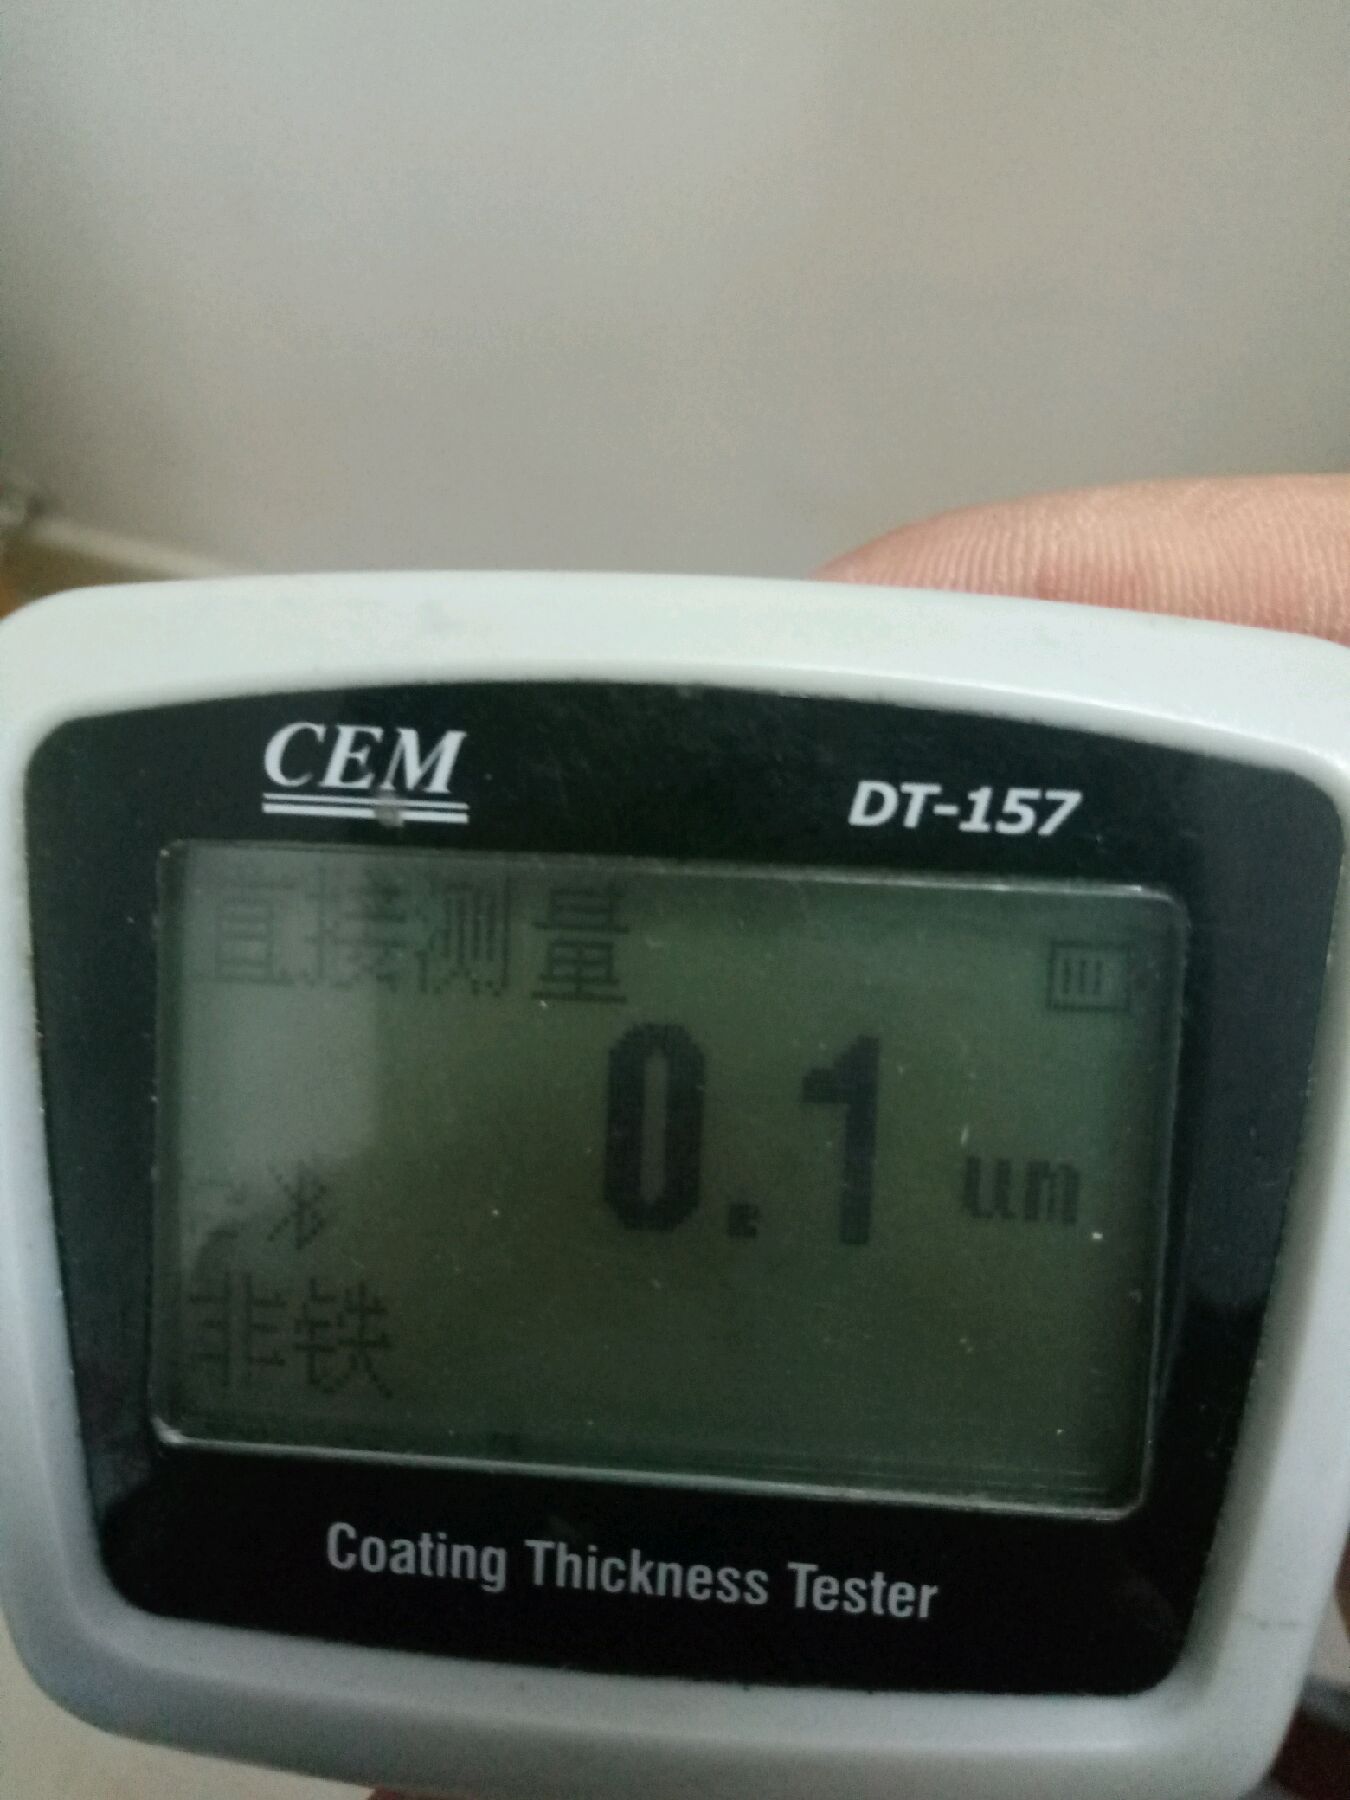 CEM
DT-157
直接测量
0.1 um
非铁
Coating Thickness Tester